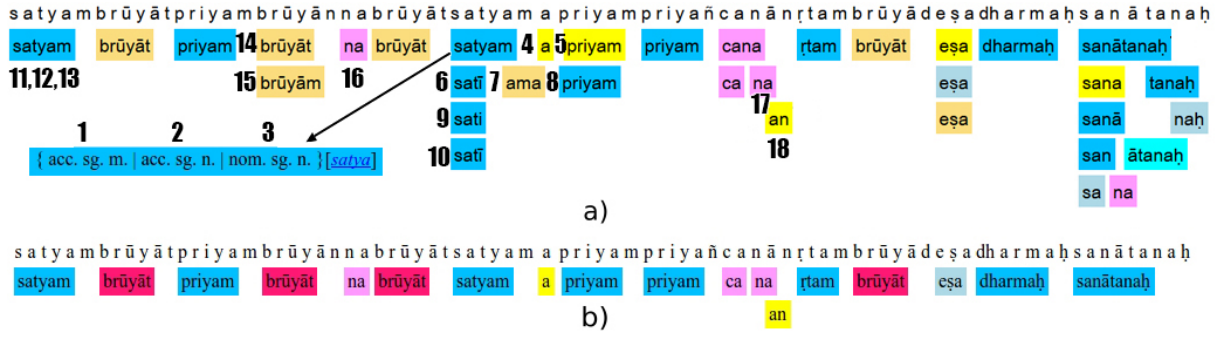 s a t y a m b r ū y ā t p r i y a m b r ū y ā n n a b r ū y ā t s a t y a m a a p r i y a m p r i y a ñ c a n ā n ṛ t a m b r ū y ā d e ṣ a dh a r m a ḥ s a n ā t a n a ḥ
satyam brūyāt priyam 14 brūyāt na brūyāt satyam 4 a 5 priyam priyam cana ṛtam brūyāt eṣa dharmaḥ sanātanaḥ
11,12,13 15 brūyām 16 6 satī 7 ama 8 priyam ca na eṣa sana tanaḥ
17
1 2 3 9 sati an eṣa sanā naḥ
{ acc. sg. m. | acc. sg. n. | nom. sg. n. }[satya] 10 satī 18 san ātanaḥ
sa na
a)
s a t y a m b r ū y ā t p r i y a m b r ū y ā n n a b r ū y ā t s a t y a m a p r i y a m p r i y a ñ c a n ā n ṛ t a m b r ū y ā d e ṣ a dh a r m a ḥ s a n ā t a n a ḥ
satyam brūyāt priyam brūyāt na brūyāt satyam a priyam priyam ca na ṛtam brūyāt eṣa dharmaḥ sanātanaḥ
an
b)